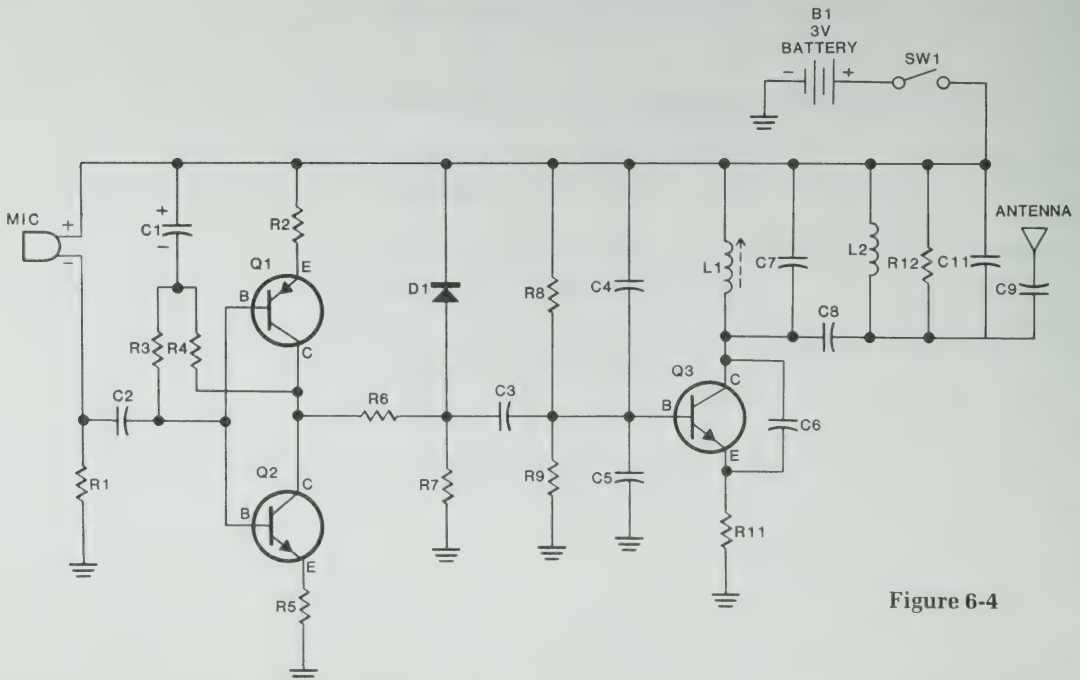 B1
3V
BATTERY
- +
SW1
MIC
+
-
+
C1
-
R2
ANTENNA
Q1
E
B
C
D1
R8
C4
L1
C7
L2
R12
C11
C9
R3
R4
C8
C2
R6
C3
Q3
C
B
E
C6
R1
Q2
C
B
E
R7
R9
C5
R11
R5
Figure 6-4